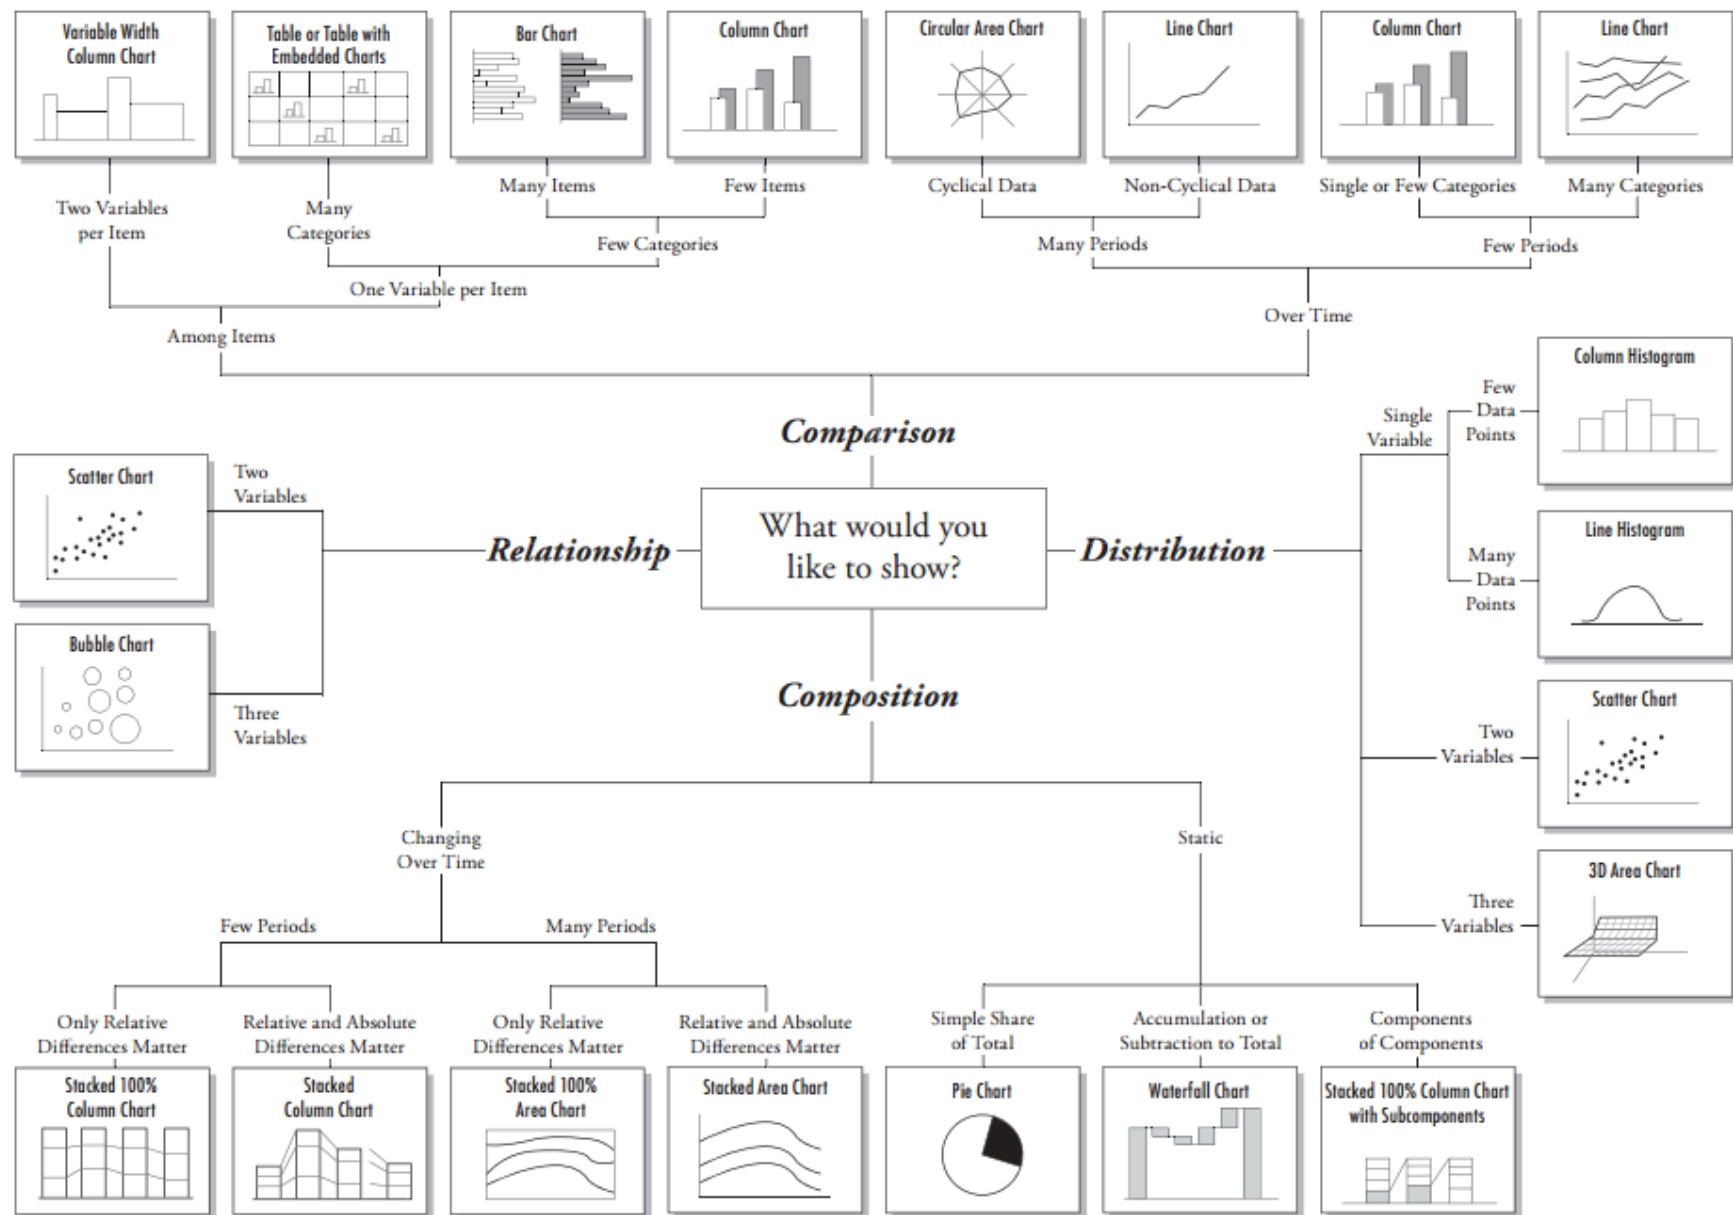 Variable Width
Column Chart
Table or Table with
Embedded Charts
Bar Chart
Column Chart
Circular Area Chart
Line Chart
Column Chart
Line Chart
Two Variables
per Item
Many
Categories
Many Items
Few Items
Cyclical Data
Non-Cyclical Data
Single or Few Categories
Many Categories
Few Categories
Many Periods
Few Periods
One Variable per Item
Among Items
Over Time
Comparison
What would you
like to show?
Relationship
Two
Variables
Scatter Chart
Three
Variables
Bubble Chart
Distribution
Single
Variable
Few
Data
Points
Column Histogram
Many
Data
Points
Line Histogram
Two
Variables
Scatter Chart
Three
Variables
3D Area Chart
Composition
Changing
Over Time
Static
Few Periods
Many Periods
Only Relative
Differences Matter
Relative and Absolute
Differences Matter
Only Relative
Differences Matter
Relative and Absolute
Differences Matter
Simple Share
of Total
Accumulation or
Subtraction to Total
Components
of Components
Stacked 100%
Column Chart
Stacked
Column Chart
Stacked 100%
Area Chart
Stacked Area Chart
Pie Chart
Waterfall Chart
Stacked 100% Column Chart
with Subcomponents